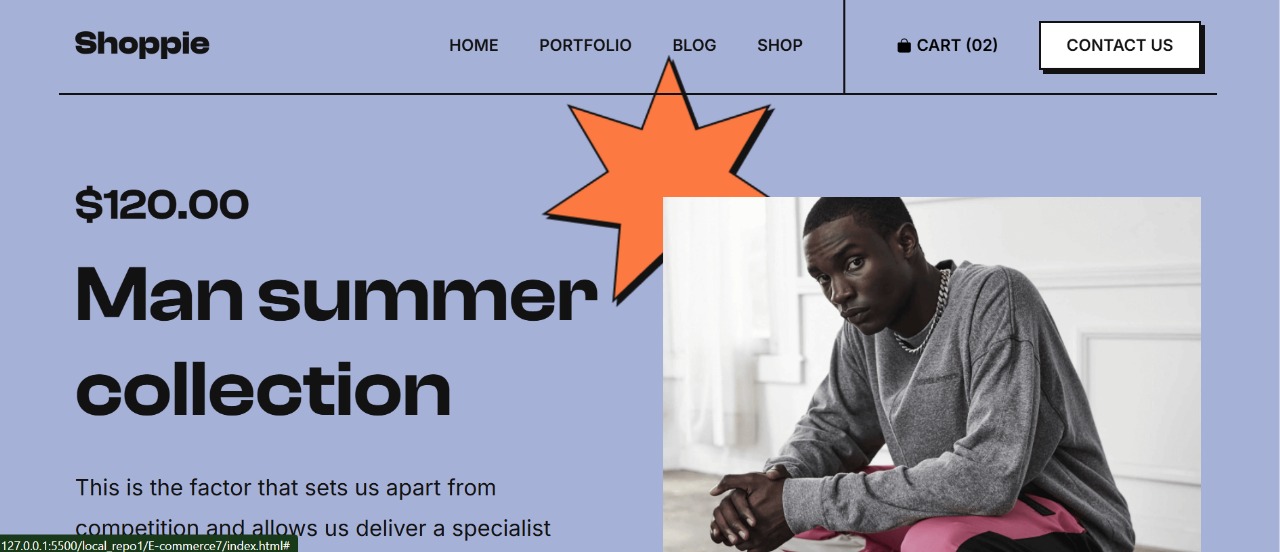 Shoppie
HOME PORTFOLIO BLOG SHOP CART (02) CONTACT US
$120.00
Man summer
collection
This is the factor that sets us apart from
competition and allows us deliver a specialist
127.0.0.1:5500/local_repo1/E-commerce7/index.html#